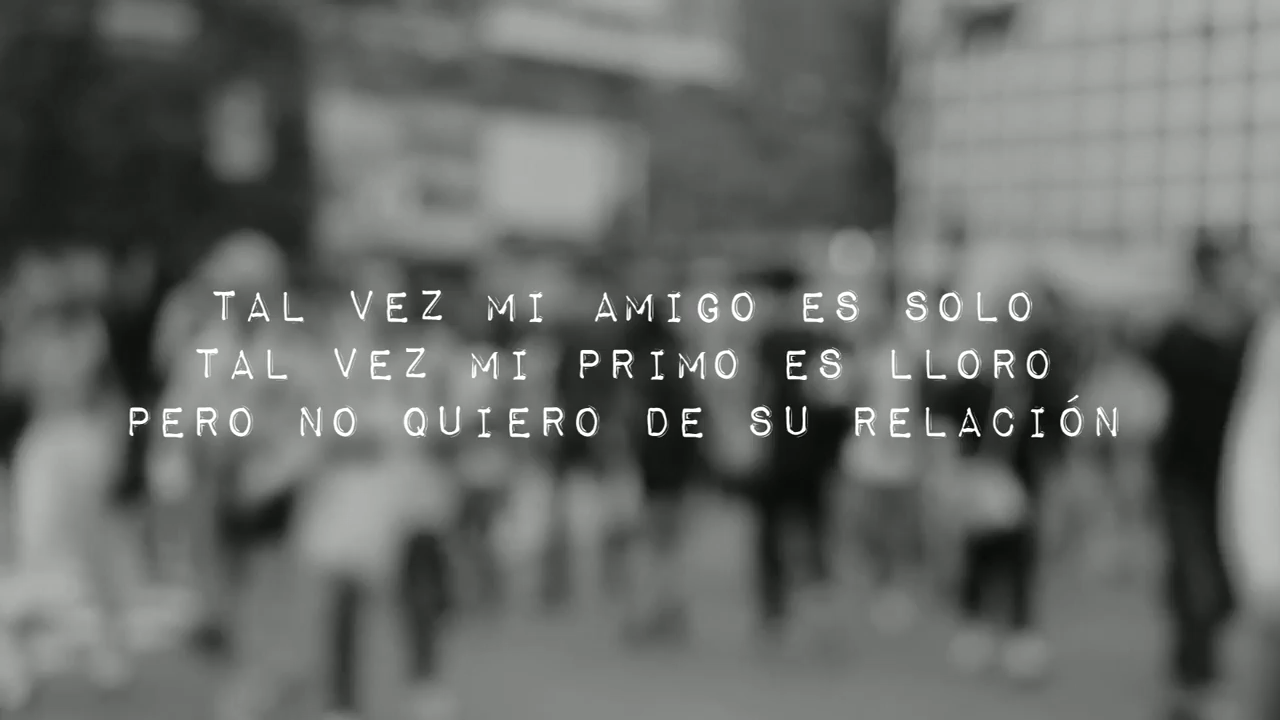 TAL VEZ MI AMIGO ES SOLO
TAL VEZ MI PRIMO ES LLORO
PERO NO QUIERO DE SU RELACIÓN